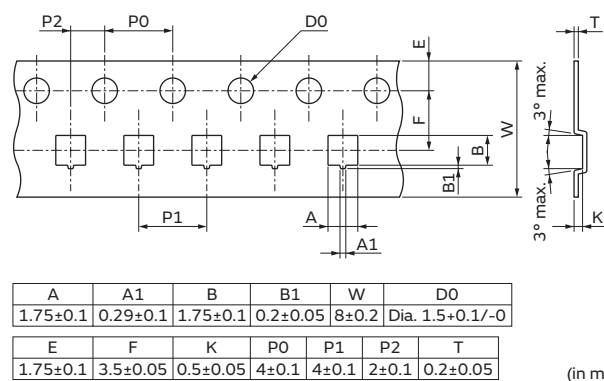 P2 P0 D0 E T
3° max.
F W
B
B1
3° max.
P1 A K
A1
A A1 B B1 W D0
1.75±0.1 0.29±0.1 1.75±0.1 0.2±0.05 8±0.2 Dia. 1.5+0.1/-0
E F K P0 P1 P2 T
1.75±0.1 3.5±0.05 0.5±0.05 4±0.1 4±0.1 2±0.1 0.2±0.05
(in m